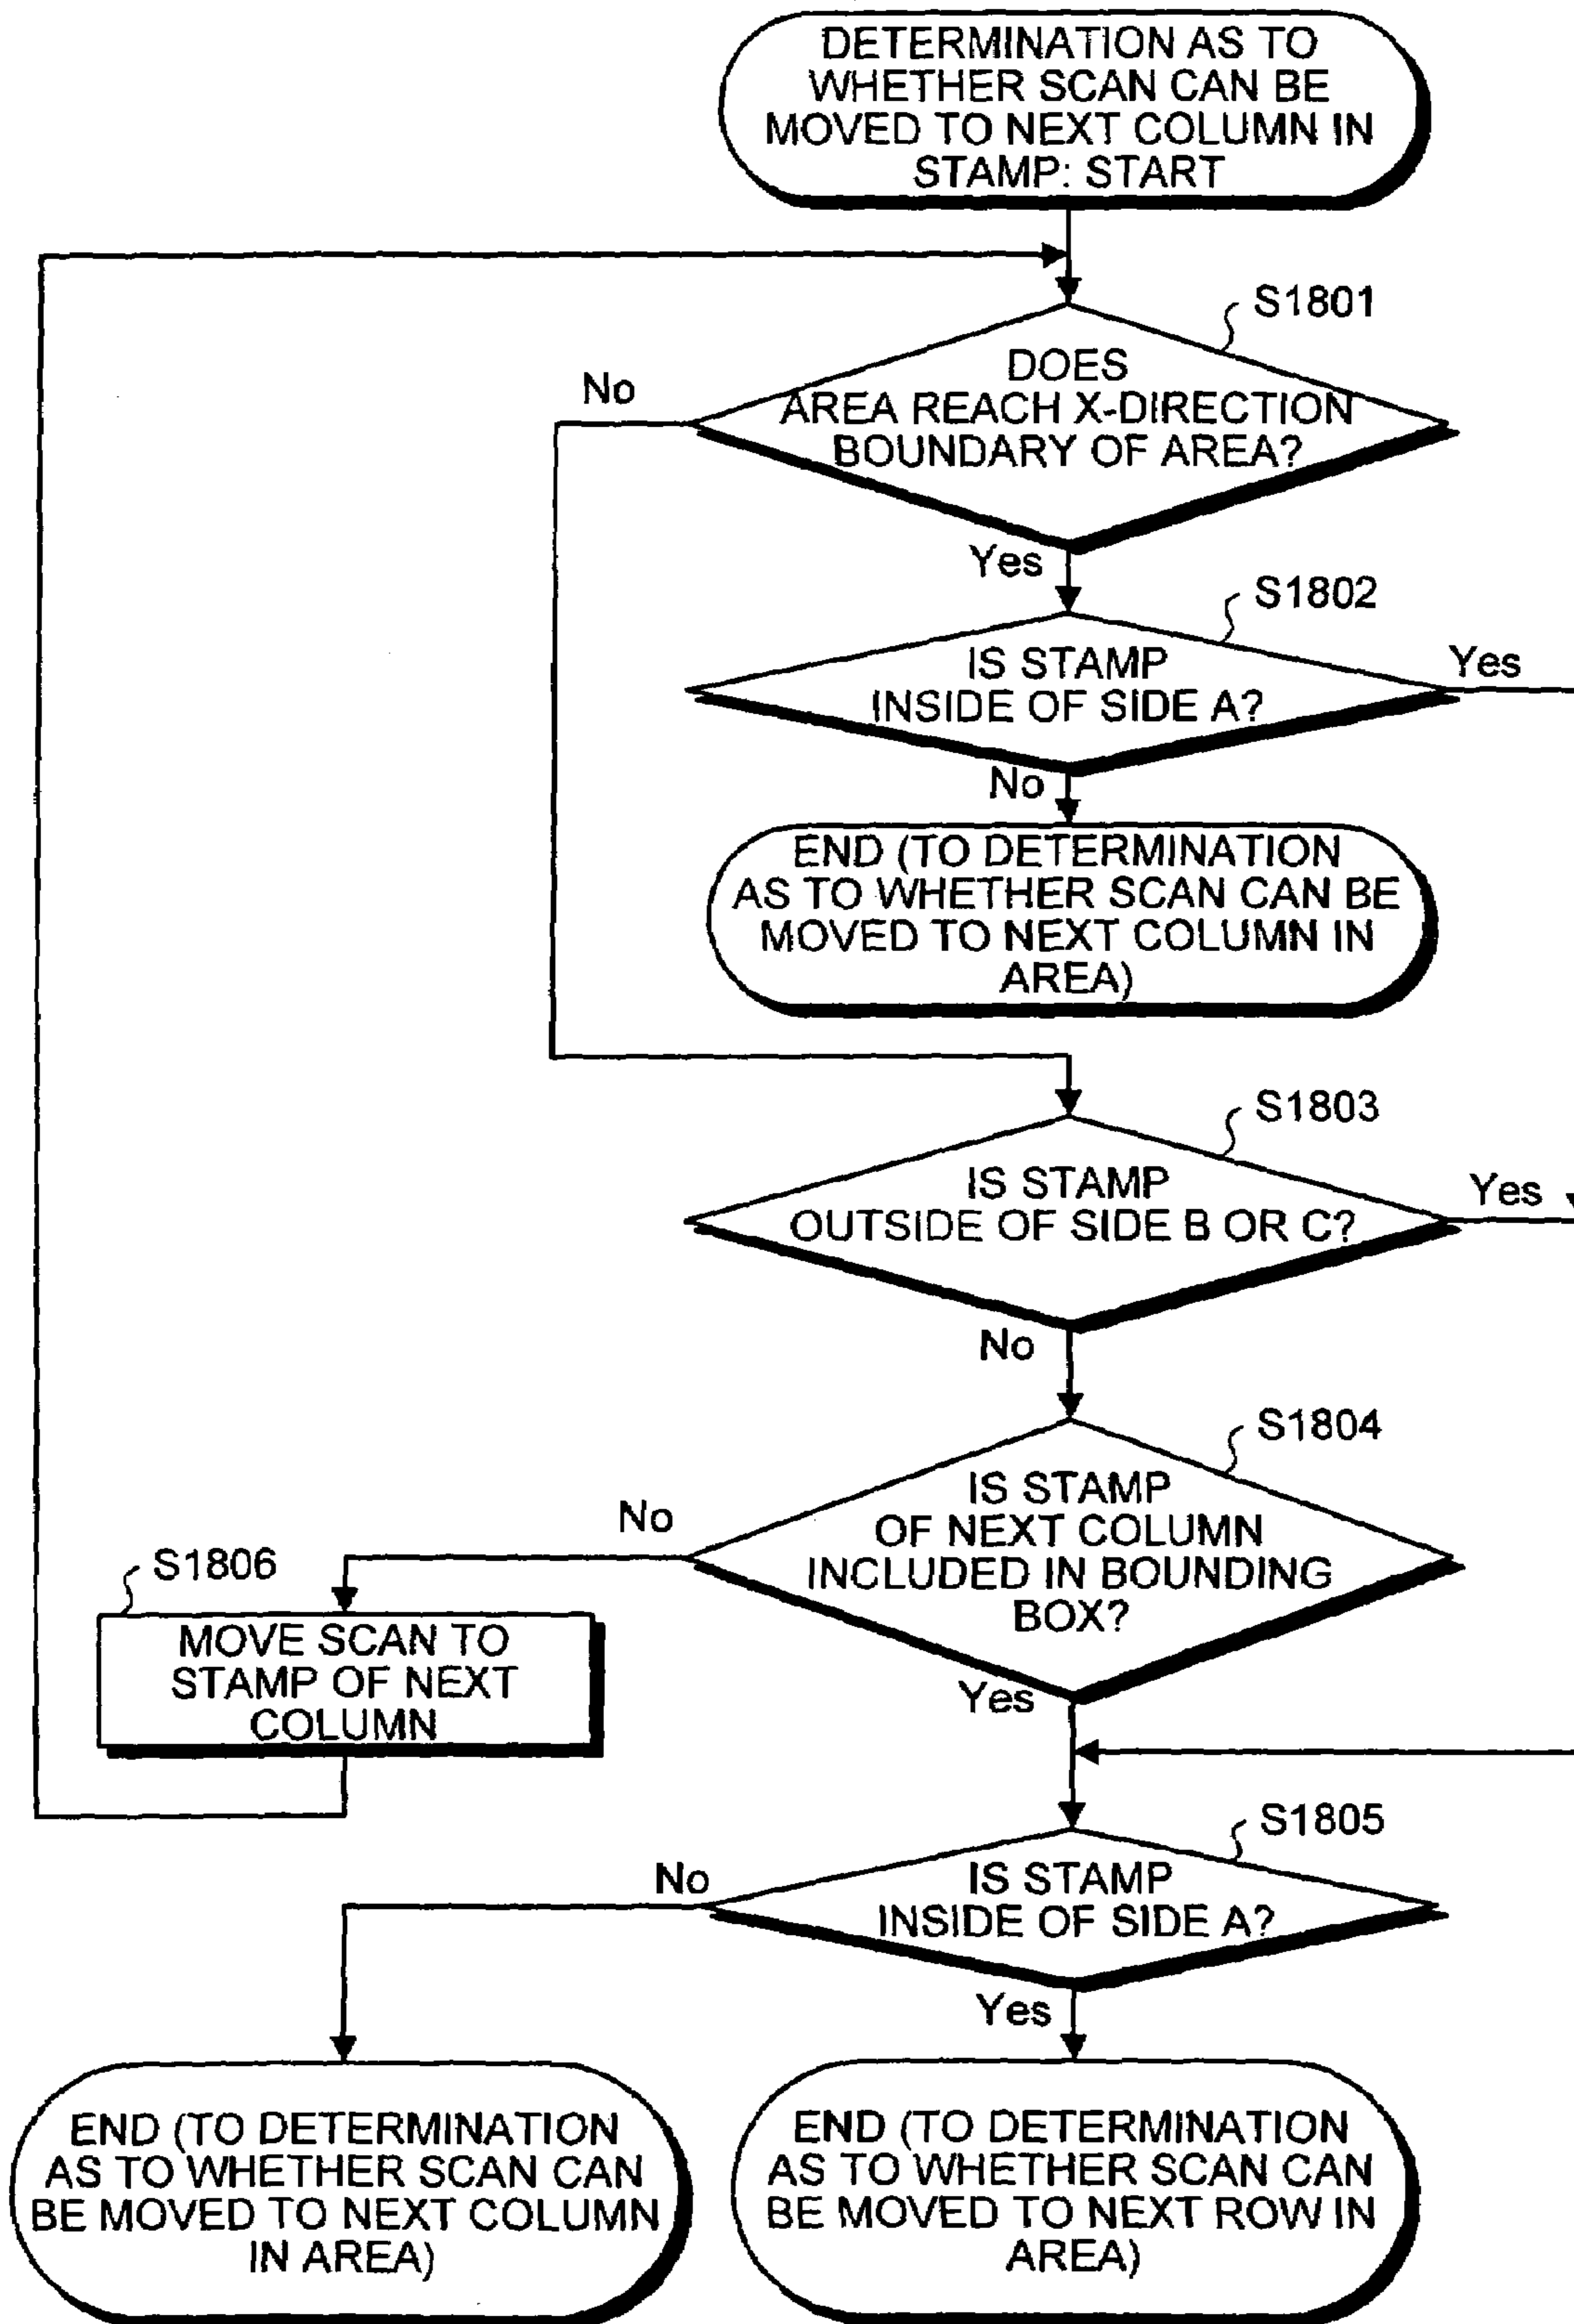 DETERMINATION AS TO
WHETHER SCAN CAN BE
MOVED TO NEXT COLUMN IN
STAMP: START
S1801
No
DOES
AREA REACH X-DIRECTION
BOUNDARY OF AREA?
Yes
S1802
IS STAMP
INSIDE OF SIDE A?
Yes
No
END (TO DETERMINATION
AS TO WHETHER SCAN CAN BE
MOVED TO NEXT COLUMN IN
AREA)
S1803
IS STAMP
OUTSIDE OF SIDE B OR C?
Yes
No
S1804
IS STAMP
OF NEXT COLUMN
INCLUDED IN BOUNDING
BOX?
No
S1806
MOVE SCAN TO
STAMP OF NEXT
COLUMN
Yes
S1805
IS STAMP
INSIDE OF SIDE A?
No
Yes
END (TO DETERMINATION
AS TO WHETHER SCAN CAN
BE MOVED TO NEXT COLUMN
IN AREA)
END (TO DETERMINATION
AS TO WHETHER SCAN CAN
BE MOVED TO NEXT ROW IN
AREA)